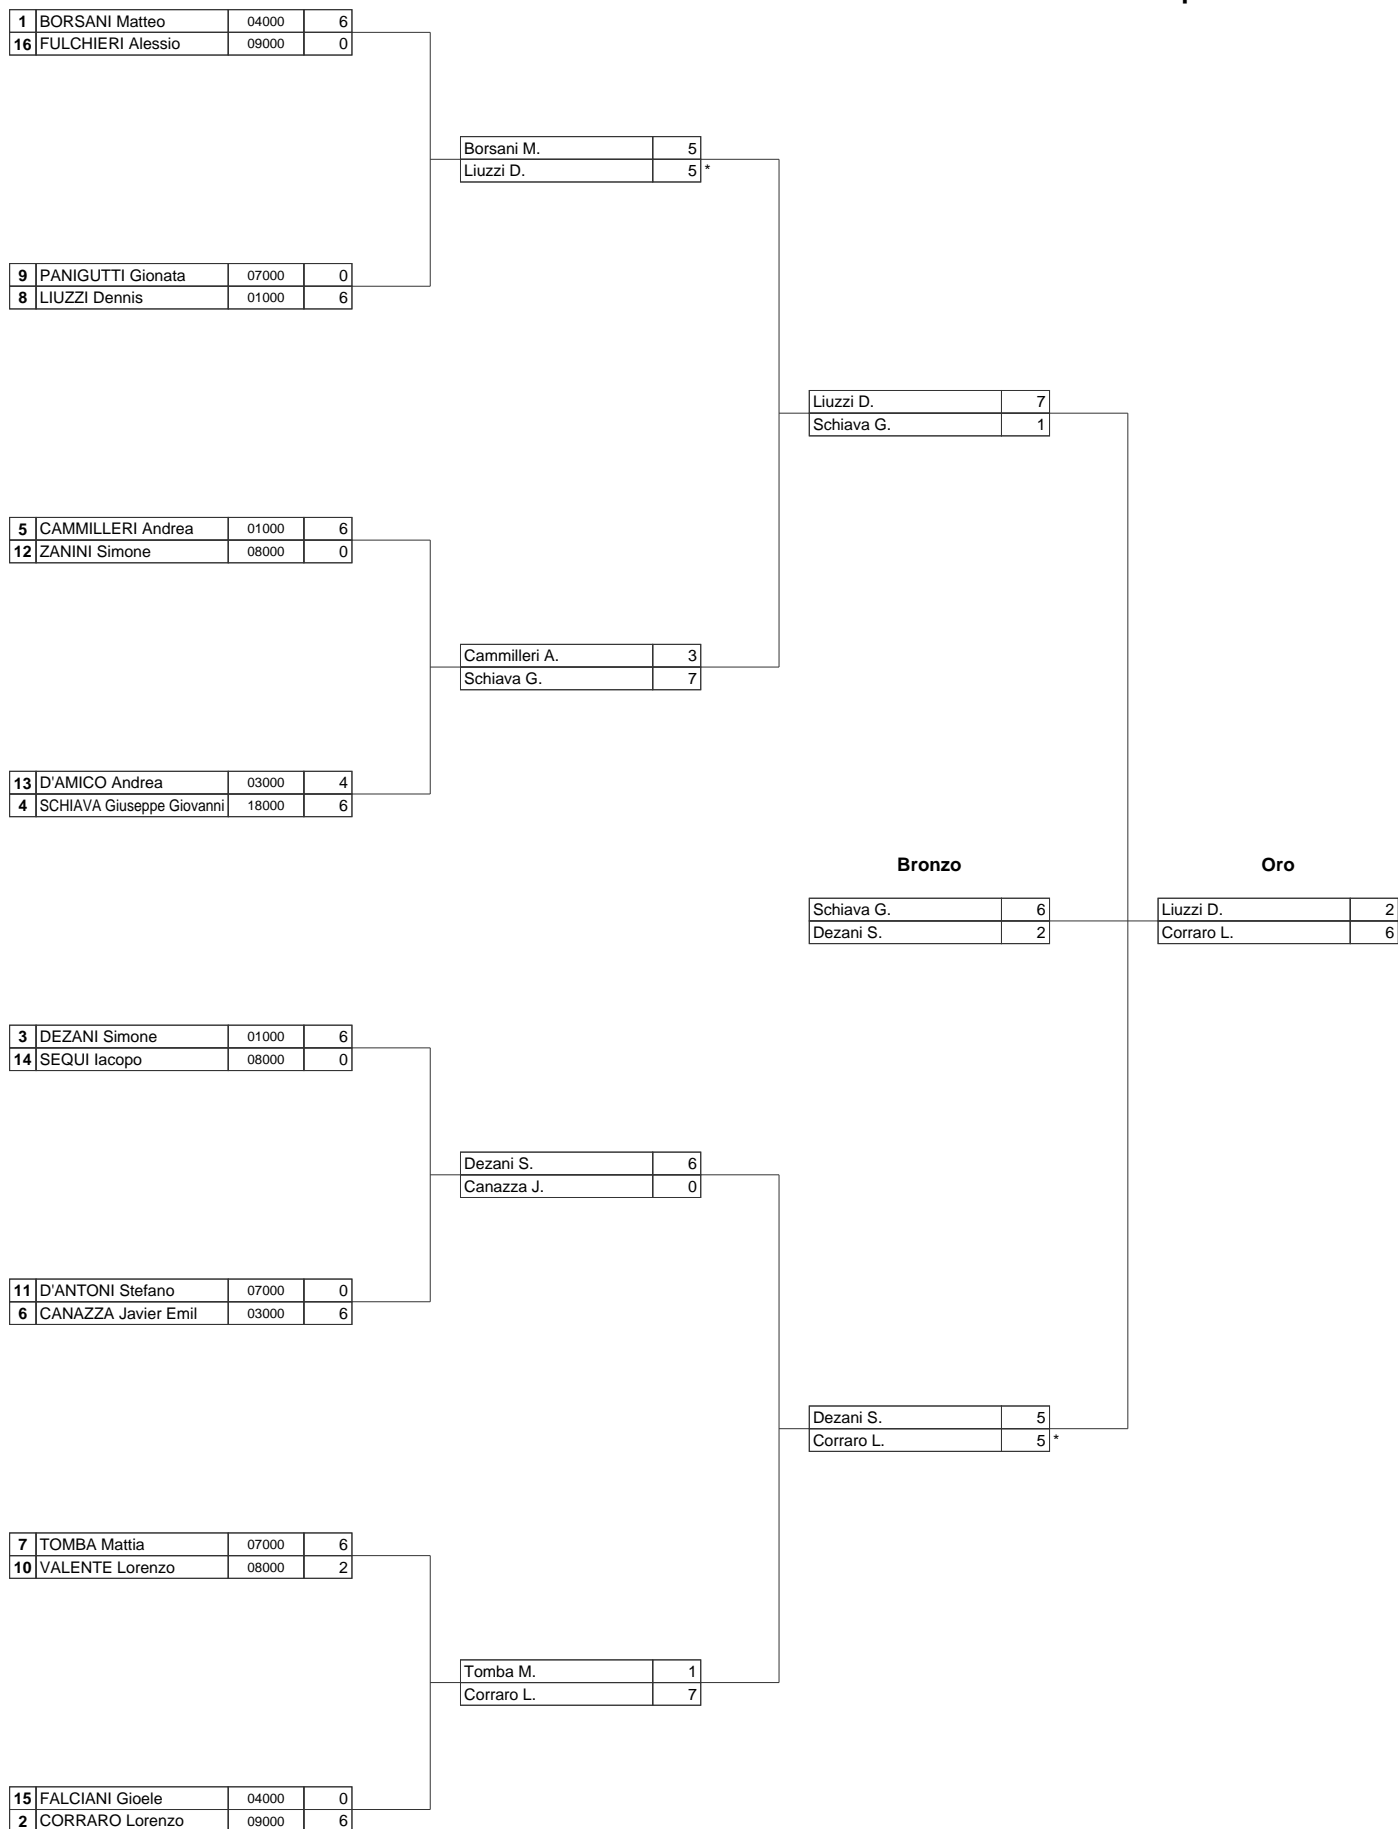 1 BORSANI Matteo 04000 6
16 FULCHIERI Alessio 09000 0
Borsani M. 5
Liuzzi D. 5 *
9 PANIGUTTI Gionata 07000 0
8 LIUZZI Dennis 01000 6
Liuzzi D. 7
Schiava G. 1
5 CAMMILLERI Andrea 01000 6
12 ZANINI Simone 08000 0
Cammilleri A. 3
Schiava G. 7
13 D'AMICO Andrea 03000 4
4 SCHIAVA Giuseppe Giovanni 18000 6
Bronzo Oro
Schiava G. 6 Liuzzi D. 2
Dezani S. 2 Corraro L. 6
3 DEZANI Simone 01000 6
14 SEQUI Iacopo 08000 0
Dezani S. 6
Canazza J. 0
11 D'ANTONI Stefano 07000 0
6 CANAZZA Javier Emil 03000 6
Dezani S. 5
Corraro L. 5 *
7 TOMBA Mattia 07000 6
10 VALENTE Lorenzo 08000 2
Tomba M. 1
Corraro L. 7
15 FALCIANI Gioele 04000 0
2 CORRARO Lorenzo 09000 6